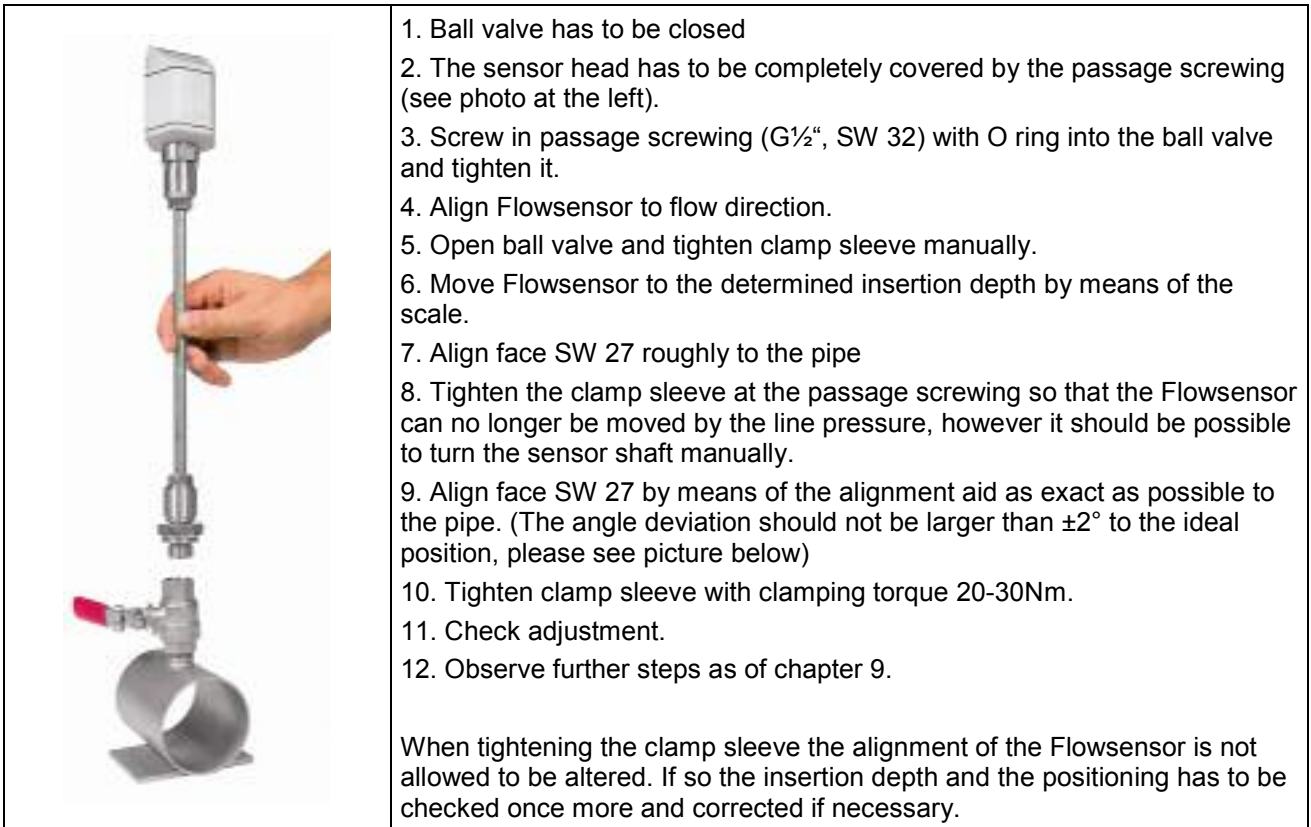 1. Ball valve has to be closed
2. The sensor head has to be completely covered by the passage screwing
(see photo at the left).
3. Screw in passage screwing (G½“, SW 32) with O ring into the ball valve
and tighten it.
4. Align Flowsensor to flow direction.
5. Open ball valve and tighten clamp sleeve manually.
6. Move Flowsensor to the determined insertion depth by means of the
scale.
7. Align face SW 27 roughly to the pipe
8. Tighten the clamp sleeve at the passage screwing so that the Flowsensor
can no longer be moved by the line pressure, however it should be possible
to turn the sensor shaft manually.
9. Align face SW 27 by means of the alignment aid as exact as possible to
the pipe. (The angle deviation should not be larger than ±2° to the ideal
position, please see picture below)
10. Tighten clamp sleeve with clamping torque 20-30Nm.
11. Check adjustment.
12. Observe further steps as of chapter 9.
When tightening the clamp sleeve the alignment of the Flowsensor is not
allowed to be altered. If so the insertion depth and the positioning has to be
checked once more and corrected if necessary.